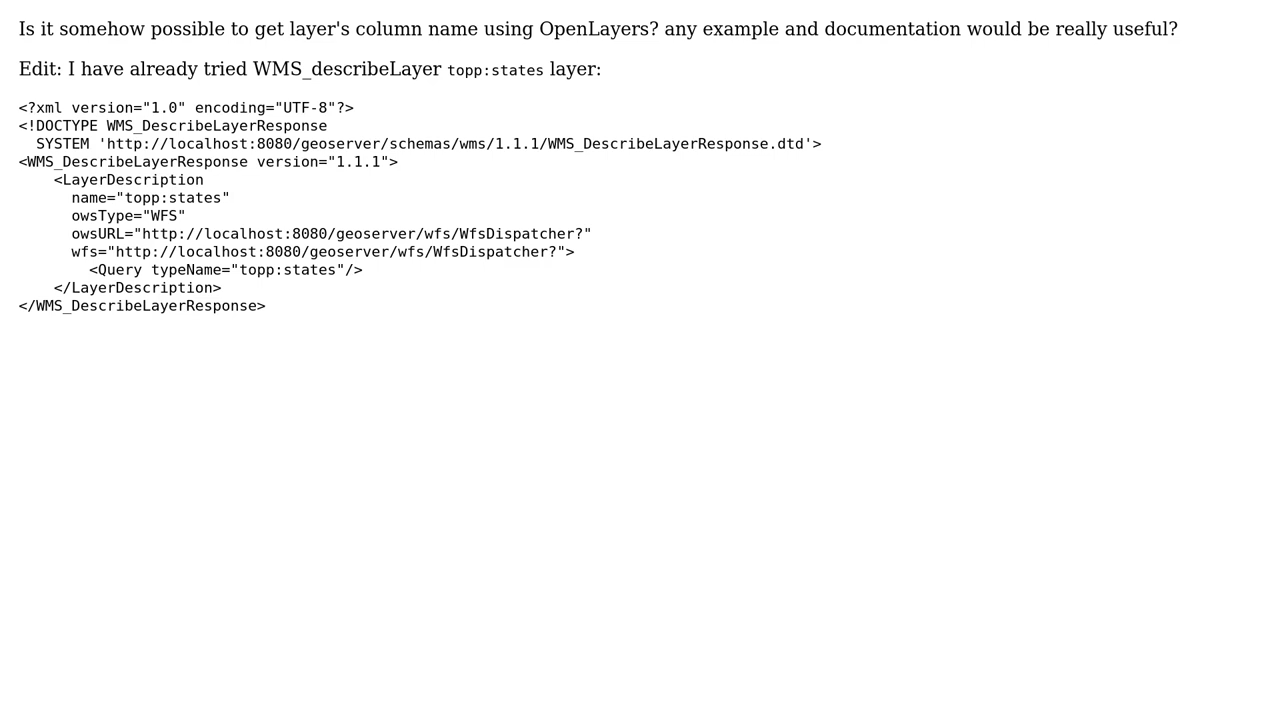 Is it somehow possible to get layer's column name using OpenLayers? any example and documentation would be really useful?
Edit: I have already tried WMS_describeLayer topp:states layer:
<?xml version="1.0" encoding="UTF-8"?>
<!DOCTYPE WMS_DescribeLayerResponse
  SYSTEM 'http://localhost:8080/geoserver/schemas/wms/1.1.1/WMS_DescribeLayerResponse.dtd'>
<WMS_DescribeLayerResponse version="1.1.1">
    <LayerDescription
      name="topp:states"
      owsType="WFS"
      owsURL="http://localhost:8080/geoserver/wfs/WfsDispatcher?"
      wfs="http://localhost:8080/geoserver/wfs/WfsDispatcher?">
        <Query typeName="topp:states"/>
    </LayerDescription>
</WMS_DescribeLayerResponse>